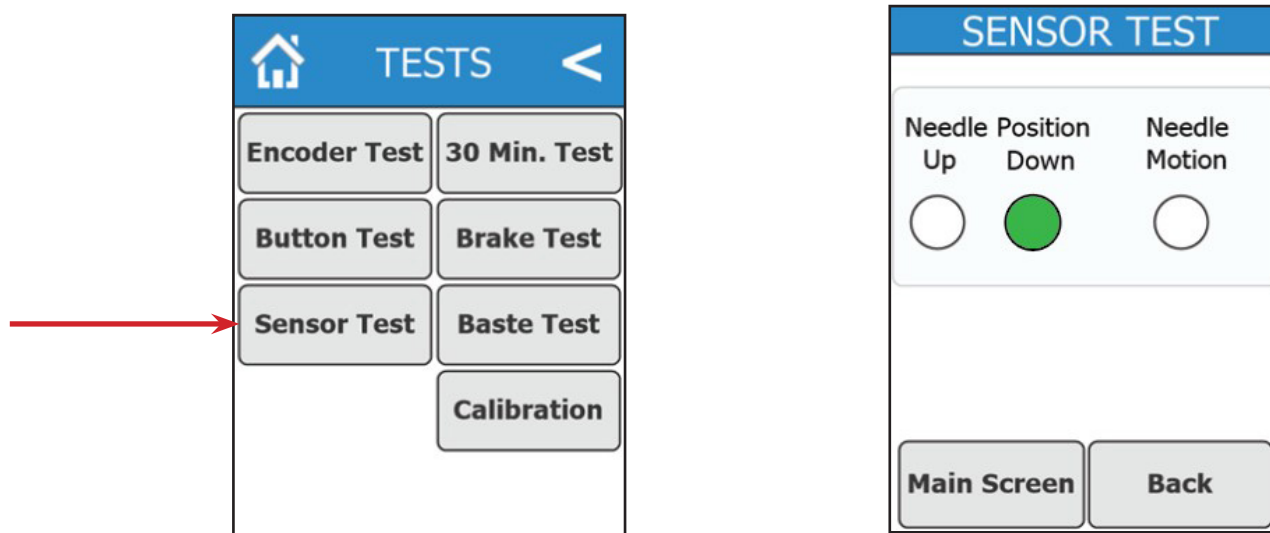 TESTS <
Encoder Test 30 Min. Test
Button Test Brake Test
Sensor Test Baste Test
Calibration
SENSOR TEST
Needle Position Needle
Up Down Motion
Main Screen Back